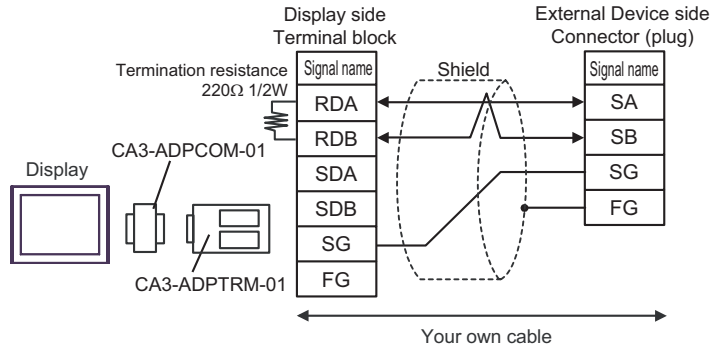 Display side
Terminal block
External Device side
Connector (plug)
Termination resistance
220Ω 1/2W
Signal name
Shield
Signal name
RDA
SA
RDB
SB
CA3-ADPCOM-01
Display
SDA
SG
SDB
FG
SG
CA3-ADPTRM-01
FG
Your own cable